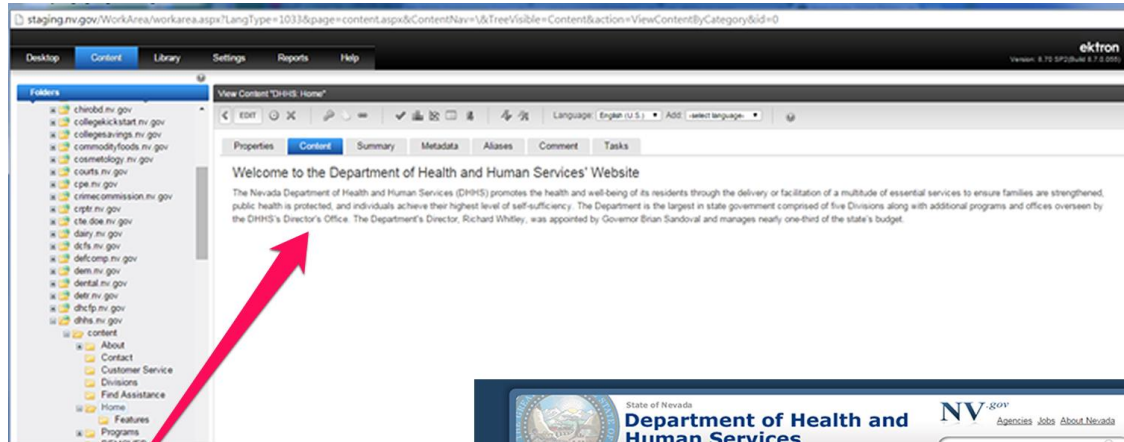 staging.nv.gov/WorkArea/workarea.aspx?LangType=1033&page=content.aspx&ContentNav=\&TreeVisible=Content&action=ViewContentByCategory&id=0
Desktop Content Library Settings Reports Help
ektron
Version: 8.70 SP2(Build 8.7.0.055)
Folders
View Content "DHHS: Home"
EDIT Language: English (U.S.) Add: -select language-
Properties Content Summary Metadata Aliases Comment Tasks
chirobd.nv.gov
collegekickstart.nv.gov
collegesavings.nv.gov
commodityfoods.nv.gov
cosmetology.nv.gov
courts.nv.gov
cpe.nv.gov
crimecommission.nv.gov
crptr.nv.gov
cte.doe.nv.gov
dairy.nv.gov
dcfs.nv.gov
defcomp.nv.gov
dem.nv.gov
dental.nv.gov
detr.nv.gov
dhcfp.nv.gov
dhhs.nv.gov
content
About
Contact
Customer Service
Divisions
Find Assistance
Home
Features
Programs
Welcome to the Department of Health and Human Services' Website
The Nevada Department of Health and Human Services (DHHS) promotes the health and well-being of its residents through the delivery or facilitation of a multitude of essential services to ensure families are strengthened,
public health is protected, and individuals achieve their highest level of self-sufficiency. The Department is the largest in state government comprised of five Divisions along with additional programs and offices overseen by
the DHHS's Director's Office. The Department's Director, Richard Whitley, was appointed by Governor Brian Sandoval and manages nearly one-third of the state's budget.
State of Nevada
Department of Health and
Human Services
NV.gov
Agencies Jobs About Nevada